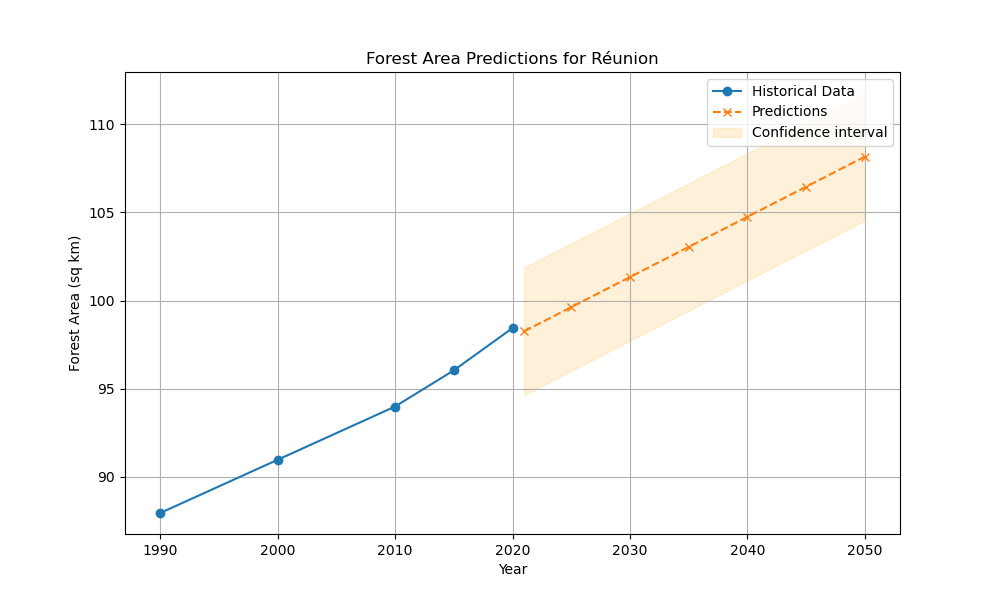 Forest Area Predictions for Réunion
Historical Data
Predictions
Confidence interval
Forest Area (sq km)
110
105
100
95
90
1990 2000 2010 2020 2030 2040 2050
Year